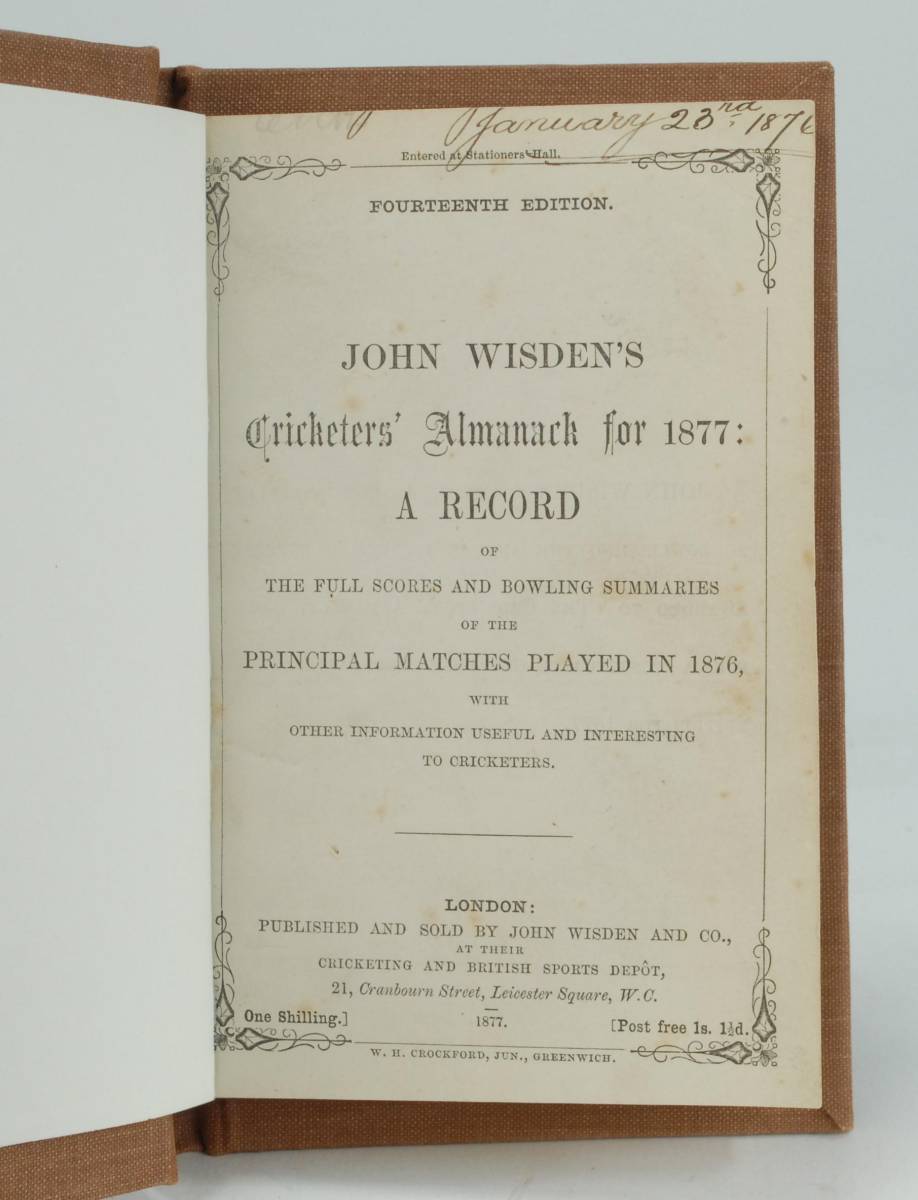 January 23rd 1876
Entered at Stationers' Hall.
FOURTEENTH EDITION.
JOHN WISDEN'S
Cricketers' Almanack for 1877:
A RECORD
OF
THE FULL SCORES AND BOWLING SUMMARIES
OF THE
PRINCIPAL MATCHES PLAYED IN 1876,
WITH
OTHER INFORMATION USEFUL AND INTERESTING
TO CRICKETERS.
LONDON:
PUBLISHED AND SOLD BY JOHN WISDEN AND CO.,
AT THEIR
CRICKETING AND BRITISH SPORTS DEPÔT,
21, Cranbourn Street, Leicester Square, W.C.
One Shilling.] 1877. [Post free 1s. 1½d.
W. H. CROCKFORD, JUN., GREENWICH.